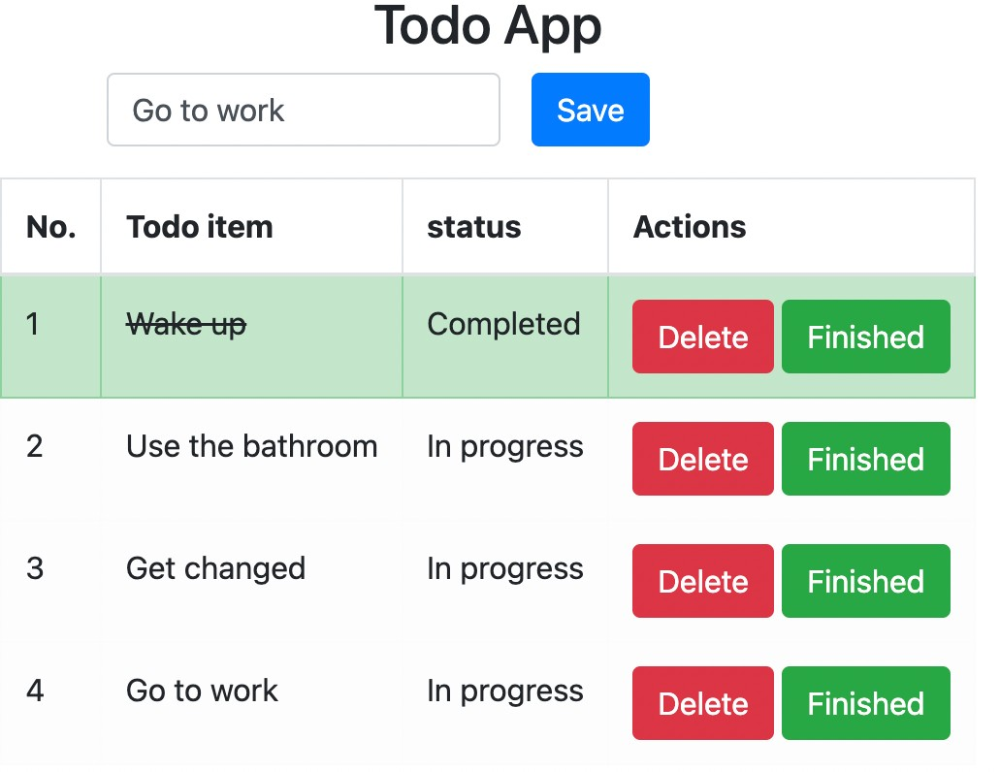 Todo App
Go to work Save
No. Todo item status Actions
1 Wake up Completed Delete Finished
2 Use the bathroom In progress Delete Finished
3 Get changed In progress Delete Finished
4 Go to work In progress Delete Finished